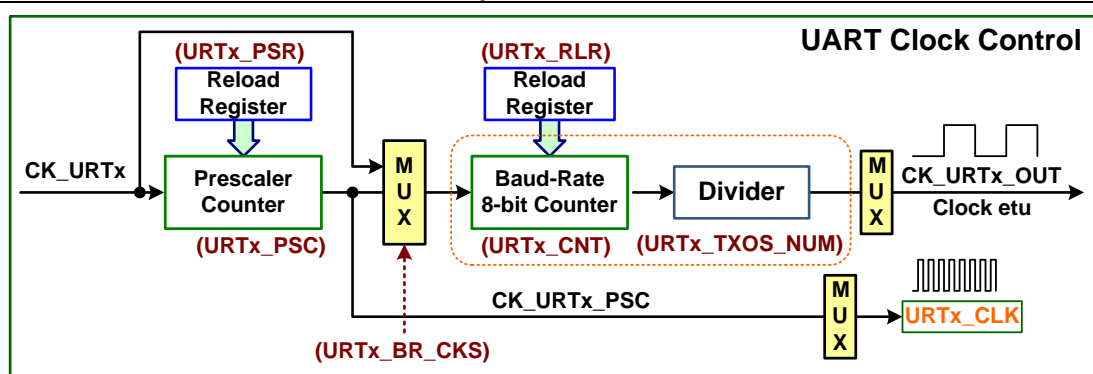 UART Clock Control
(URTx_PSR)
Reload
Register
(URTx_RLR)
Reload
Register
CK_URTx
Prescaler
Counter
(URTx_PSC)
M
U
X
Baud-Rate
8-bit Counter
(URTx_CNT)
Divider
(URTx_TXOS_NUM)
M
U
X
CK_URTx_OUT
Clock etu
CK_URTx_PSC
M
U
X
URTx_CLK
(URTx_BR_CKS)